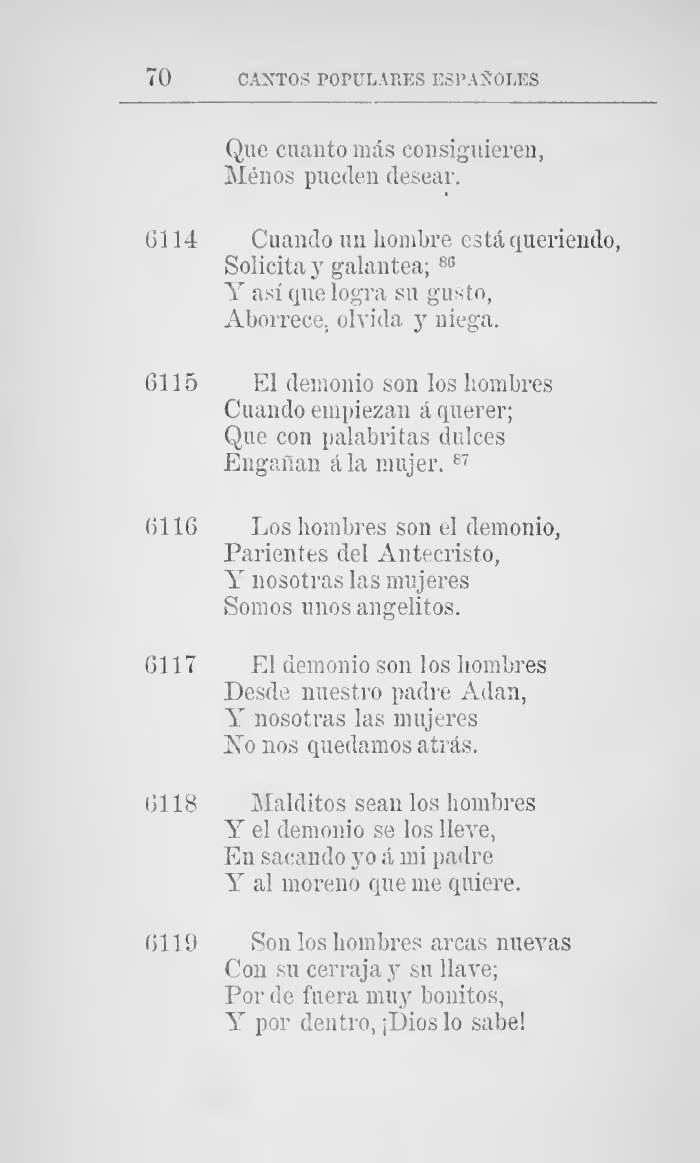 70 CANTOS POPULARES ESPAÑOLES
Que cuanto más consiguieren,
Ménos pueden desear.
6114 Cuando un hombre está queriendo,
Solicita y galantea; 86
Y así que logra su gusto,
Aborrece, olvida y niega.
6115 El demonio son los hombres
Cuando empiezan á querer;
Que con palabritas dulces
Engañan á la mujer. 87
6116 Los hombres son el demonio,
Parientes del Antecristo,
Y nosotras las mujeres
Somos unos angelitos.
6117 El demonio son los hombres
Desde nuestro padre Adan,
Y nosotras las mujeres
No nos quedamos atrás.
6118 Malditos sean los hombres
Y el demonio se los lleve,
En sacando yo á mi padre
Y al moreno que me quiere.
6119 Son los hombres arcas nuevas
Con su cerraja y su llave;
Por de fuera muy bonitos,
Y por dentro, ¡Dios lo sabe!